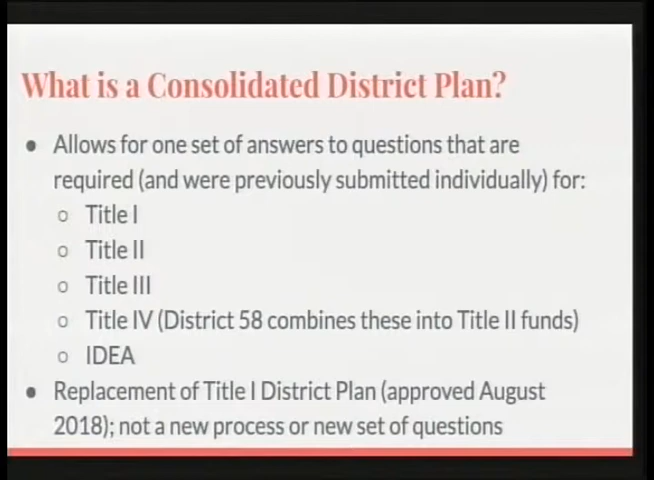 What is a Consolidated District Plan?
● Allows for one set of answers to questions that are
required (and were previously submitted individually) for:
o Title I
o Title II
o Title III
o Title IV (District 58 combines these into Title II funds)
o IDEA
● Replacement of Title I District Plan (approved August
2018); not a new process or new set of questions